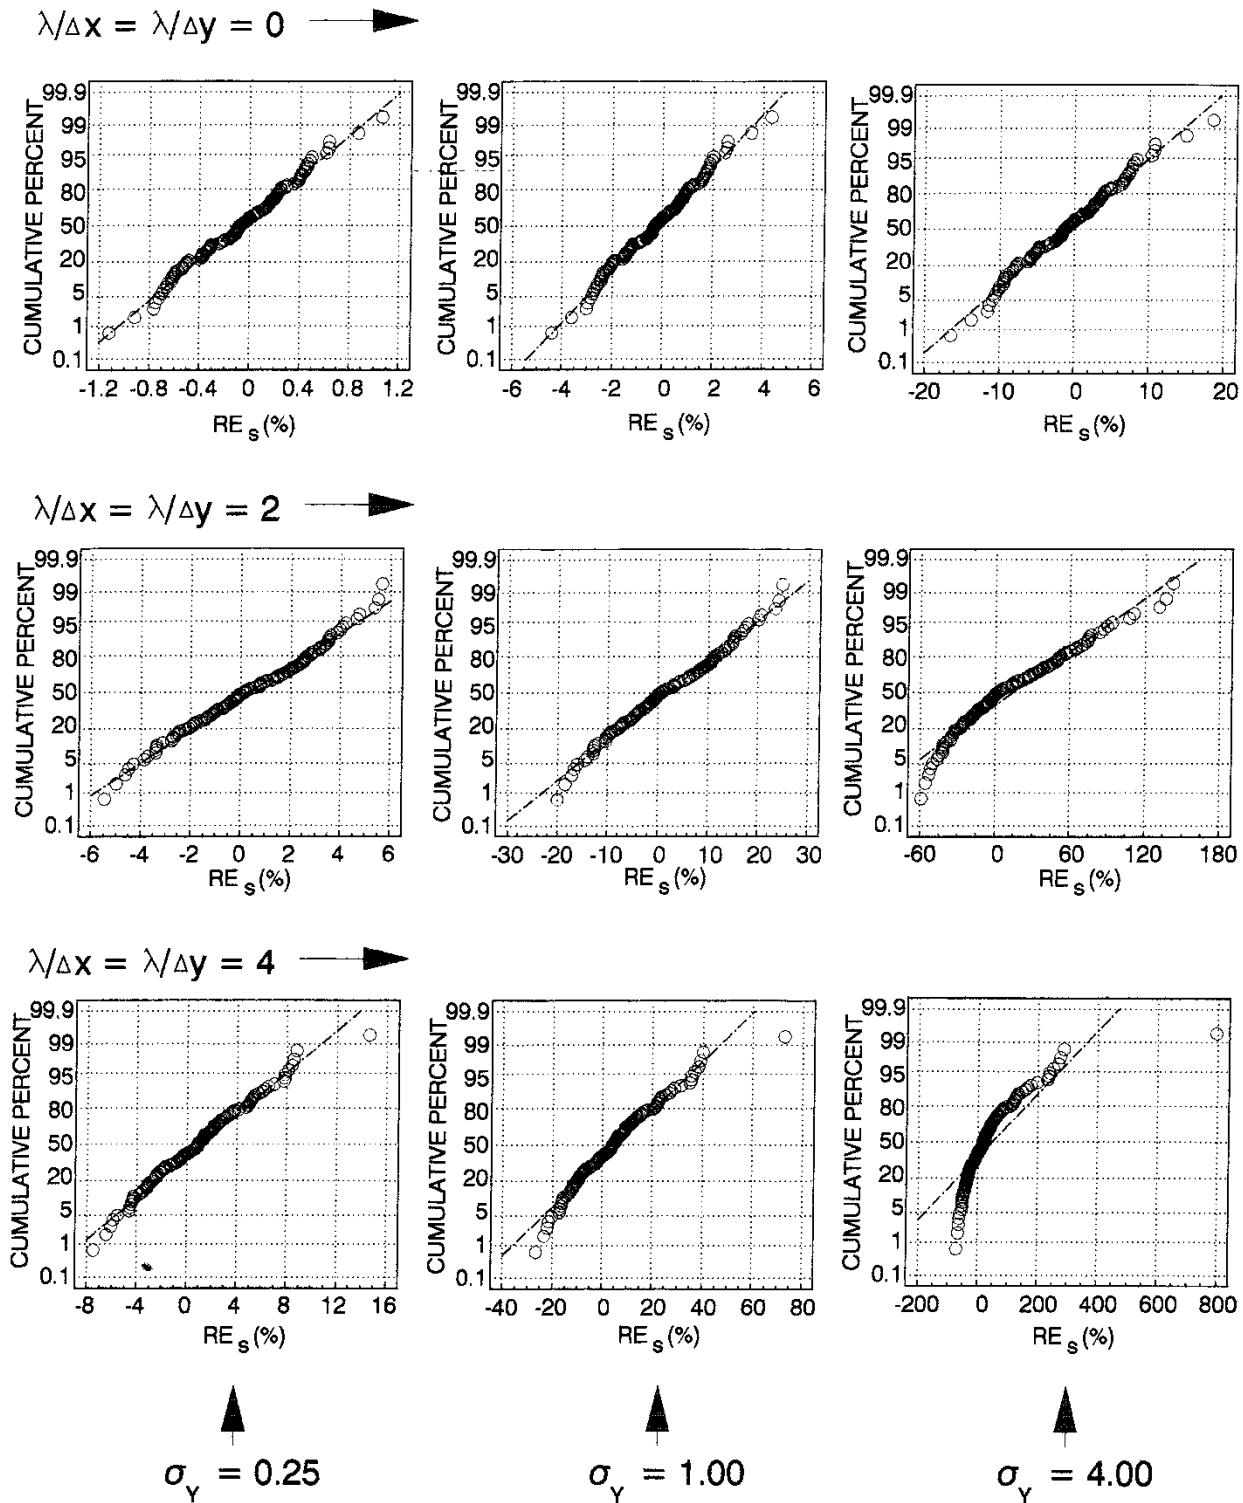 λ/Δx = λ/Δy = 0
CUMULATIVE PERCENT
99.9
99
95
80
50
20
5
1
0.1
-1.2 -0.8 -0.4 0 0.4 0.8 1.2
RE s (%)
CUMULATIVE PERCENT
99.9
99
95
80
50
20
5
1
0.1
-6 -4 -2 0 2 4 6
RE s (%)
CUMULATIVE PERCENT
99.9
99
95
80
50
20
5
1
0.1
-20 -10 0 10 20
RE s (%)
λ/Δx = λ/Δy = 2
CUMULATIVE PERCENT
99.9
99
95
80
50
20
5
1
0.1
-6 -4 -2 0 2 4 6
RE s (%)
CUMULATIVE PERCENT
99.9
99
95
80
50
20
5
1
0.1
-30 -20 -10 0 10 20 30
RE s (%)
CUMULATIVE PERCENT
99.9
99
95
80
50
20
5
1
0.1
-60 0 60 120 180
RE s (%)
λ/Δx = λ/Δy = 4
CUMULATIVE PERCENT
99.9
99
95
80
50
20
5
1
0.1
-8 -4 0 4 8 12 16
RE s (%)
CUMULATIVE PERCENT
99.9
99
95
80
50
20
5
1
0.1
-40 -20 0 20 40 60 80
RE s (%)
CUMULATIVE PERCENT
99.9
99
95
80
50
20
5
1
0.1
-200 0 200 400 600 800
RE s (%)
σ Y = 0.25
σ Y = 1.00
σ Y = 4.00